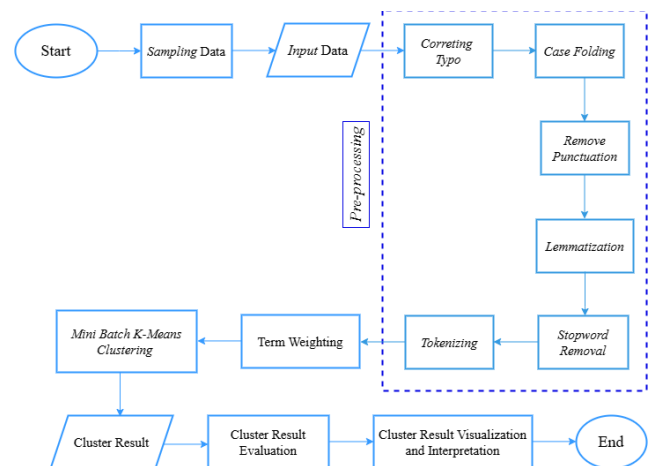 Start
Sampling Data
Input Data
Correting
Typo
Case Folding
Pre-processing
Remove
Punctuation
Lemmatization
Stopword
Removal
Tokenizing
Term Weighting
Mini Batch K-Means
Clustering
Cluster Result
Cluster Result
Evaluation
Cluster Result Visualization
and Interpretation
End